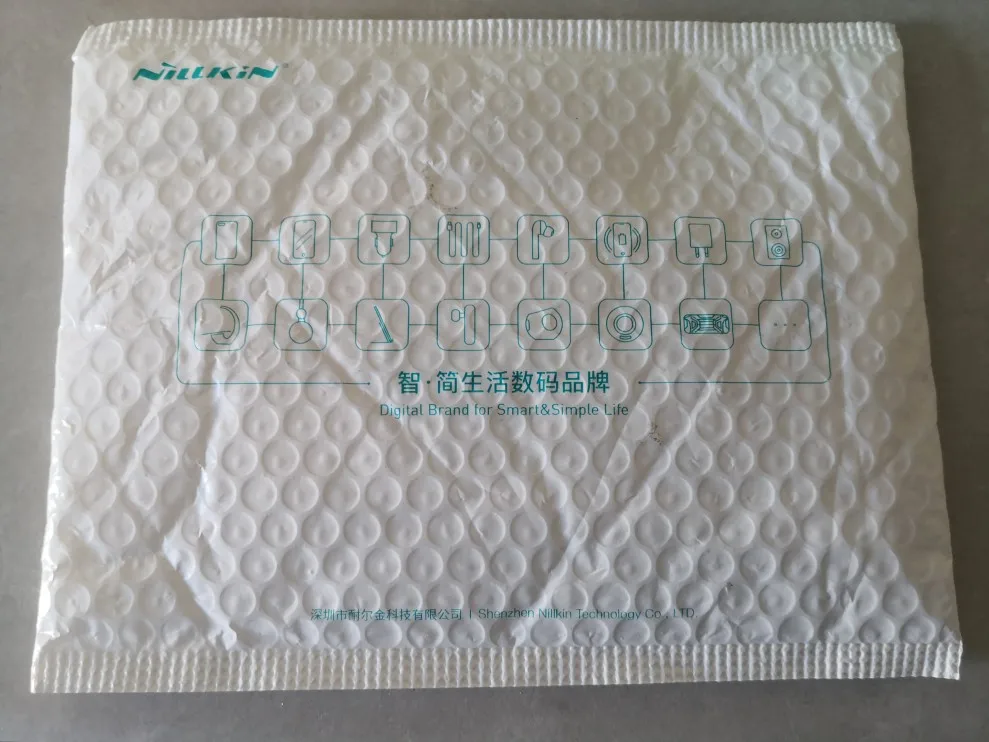 NiLLKiN®
智·简生活数码品牌
Digital Brand for Smart&Simple Life
深圳市耐尔金科技有限公司 | Shenzhen Nillkin Technology Co., LTD.